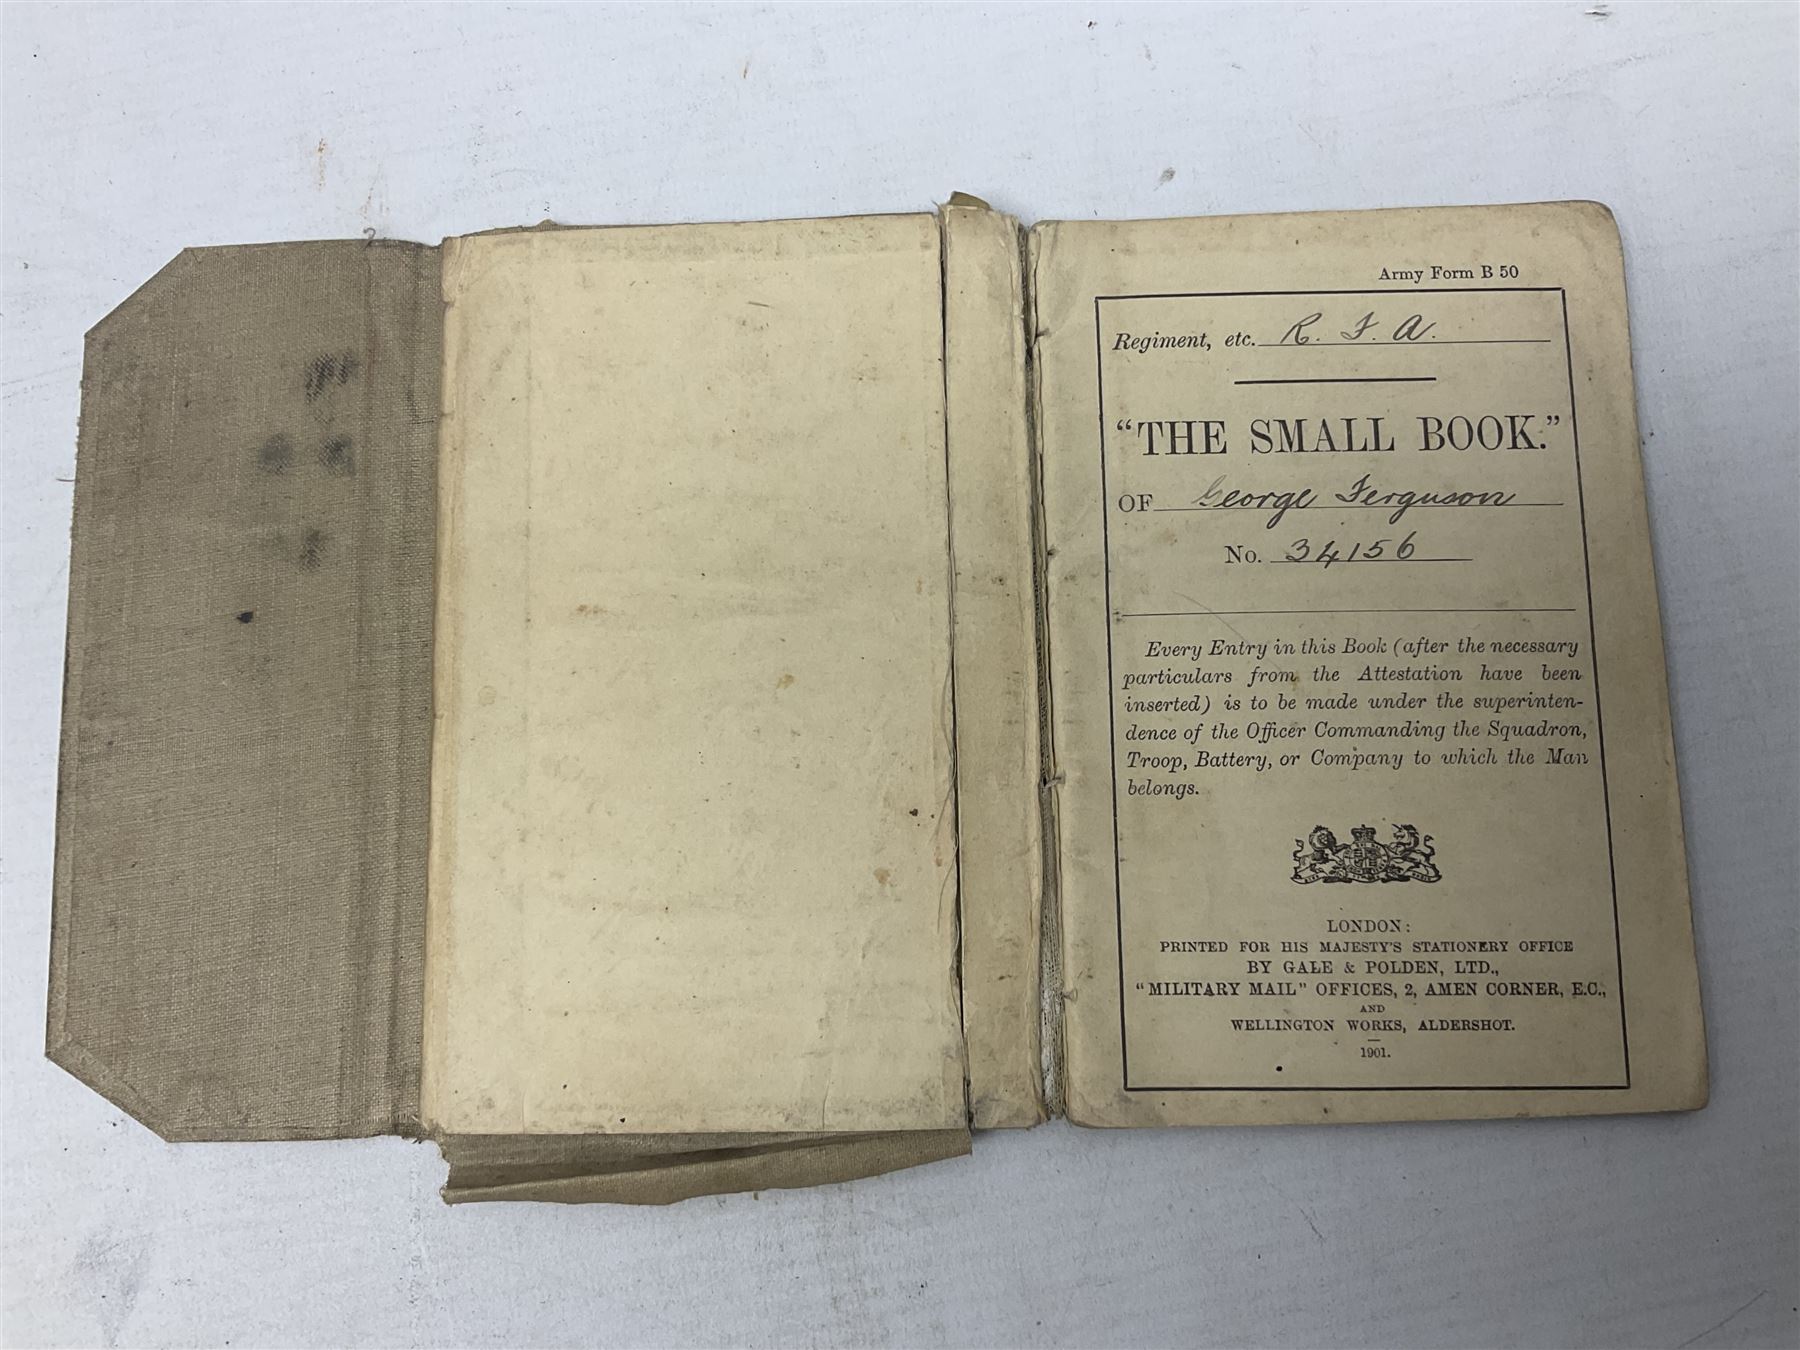 Army Form B 50
Regiment, etc. R. F. A.
"THE SMALL BOOK."
OF George Ferguson
No. 34156
Every Entry in this Book (after the necessary
particulars from the Attestation have been
inserted) is to be made under the superinten-
dence of the Officer Commanding the Squadron,
Troop, Battery, or Company to which the Man
belongs.
LONDON:
PRINTED FOR HIS MAJESTY'S STATIONERY OFFICE
BY GALE & POLDEN, LTD.,
"MILITARY MAIL" OFFICES, 2, AMEN CORNER, E.C.,
AND
WELLINGTON WORKS, ALDERSHOT.
1901.